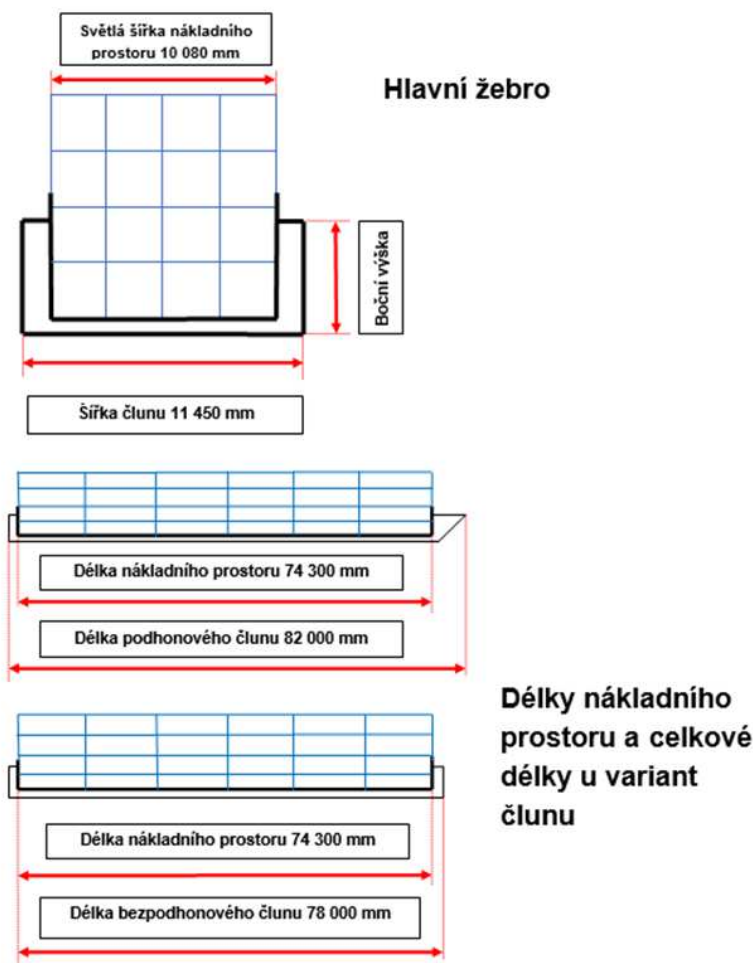 Světlá šířka nákladního
prostoru 10 080 mm
Hlavní žebro
Boční výška
Šířka člunu 11 450 mm
Délka nákladního prostoru 74 300 mm
Délka podhonového člunu 82 000 mm
Délky nákladního
prostoru a celkové
délky u variant
člunu
Délka nákladního prostoru 74 300 mm
Délka bezpodhonového člunu 78 000 mm